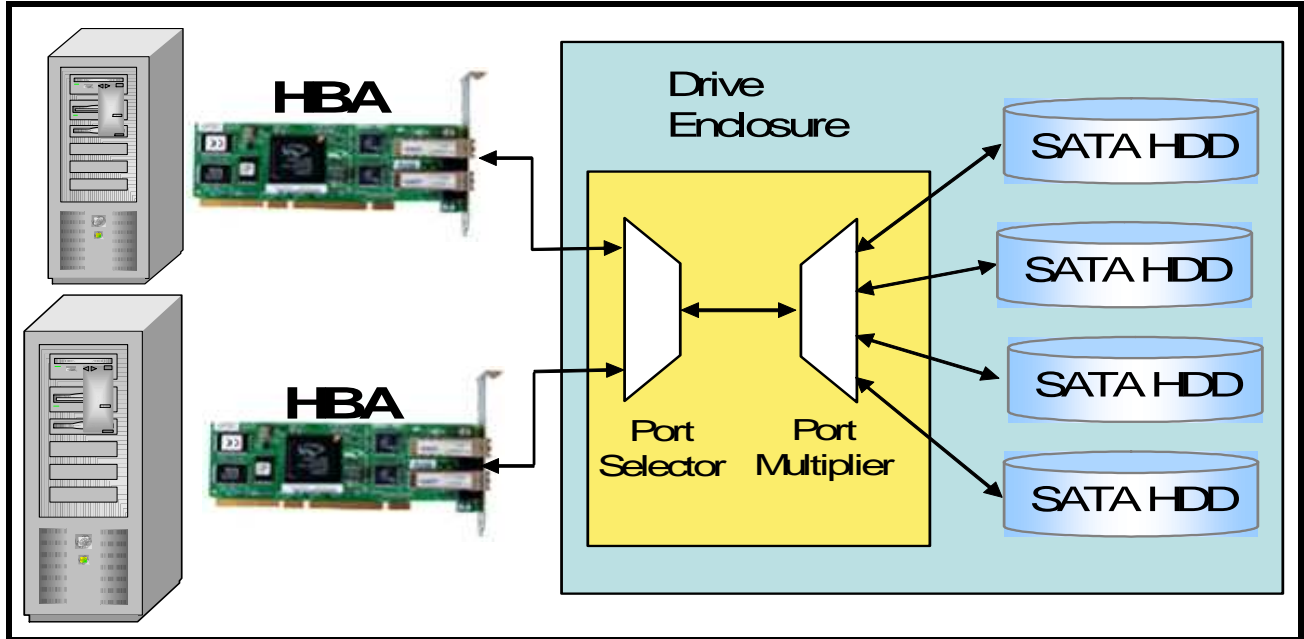 HBA
HBA
Drive
Enclosure
Port
Selector
Port
Multiplier
SATA HDD
SATA HDD
SATA HDD
SATA HDD